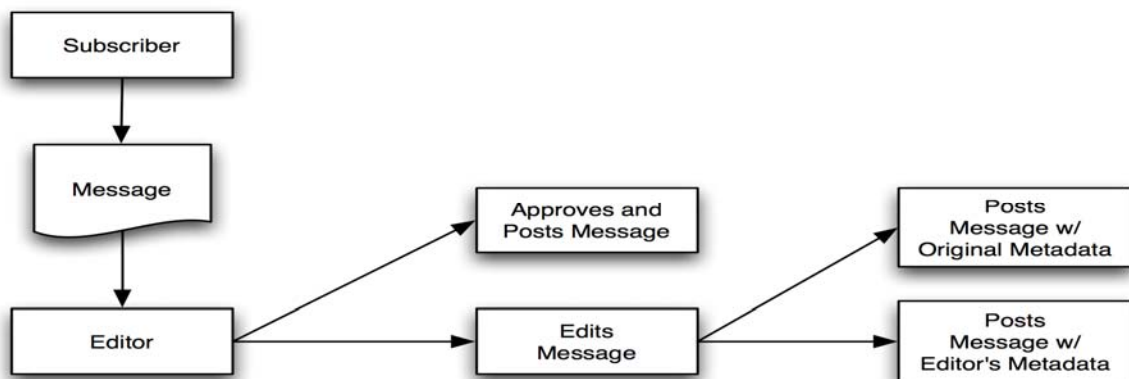 Subscriber
Message
Editor
Approves and
Posts Message
Edits
Message
Posts
Message w/
Original Metadata
Posts
Message w/
Editor's Metadata